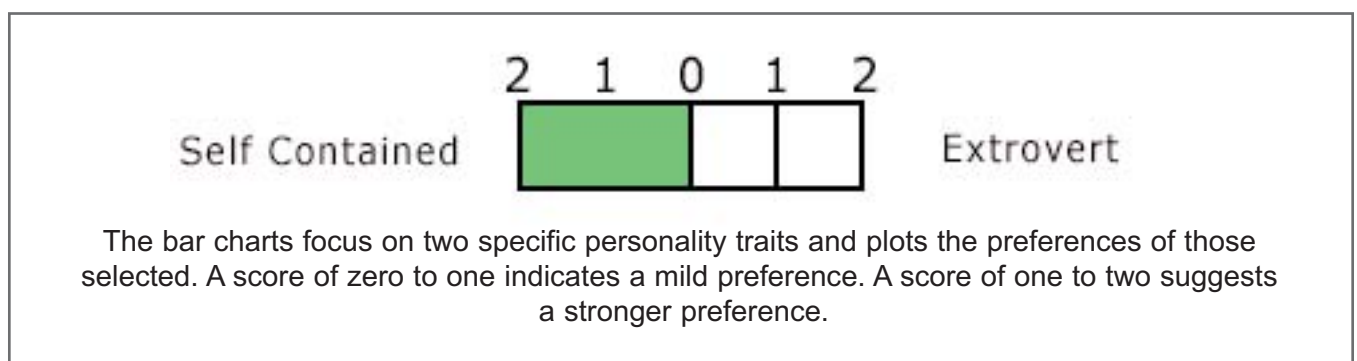 2 1 0 1 2
Self Contained Extrovert
The bar charts focus on two specific personality traits and plots the preferences of those
selected. A score of zero to one indicates a mild preference. A score of one to two suggests
a stronger preference.